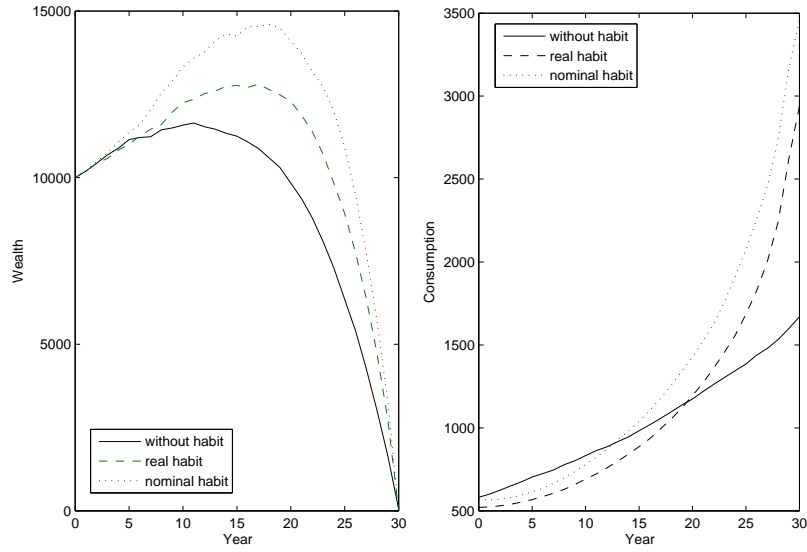 15000
10000
5000
0
Wealth
0
5
10
15
20
25
30
Year
without habit
real habit
nominal habit
3500
3000
2500
2000
1500
1000
500
Consumption
0
5
10
15
20
25
30
Year
without habit
real habit
nominal habit